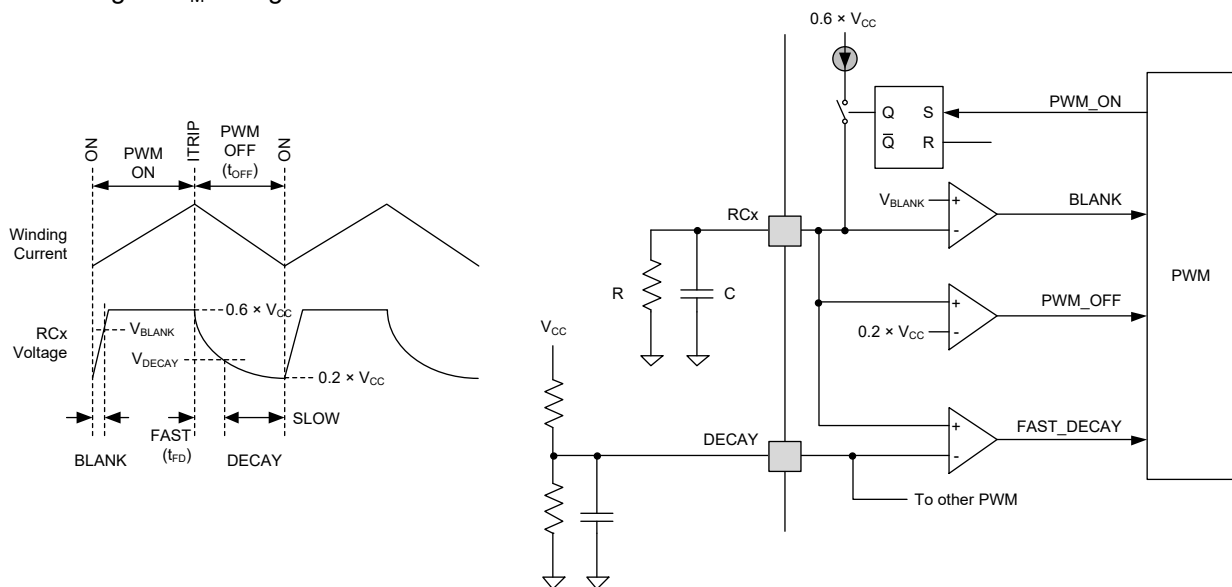 0.6 × VCC
Q S
Q̅ R
PWM_ON
ON
PWM
ON
ITRIP
PWM
OFF
(tOFF)
ON
Winding
Current
RCx
Voltage
0.6 × VCC
VBLANK
VDECAY
0.2 × VCC
BLANK
FAST
(tFD)
SLOW
DECAY
RCx
R
C
VBLANK
+
-
BLANK
PWM
+
0.2 × VCC
-
PWM_OFF
VCC
DECAY
+
-
FAST_DECAY
To other PWM